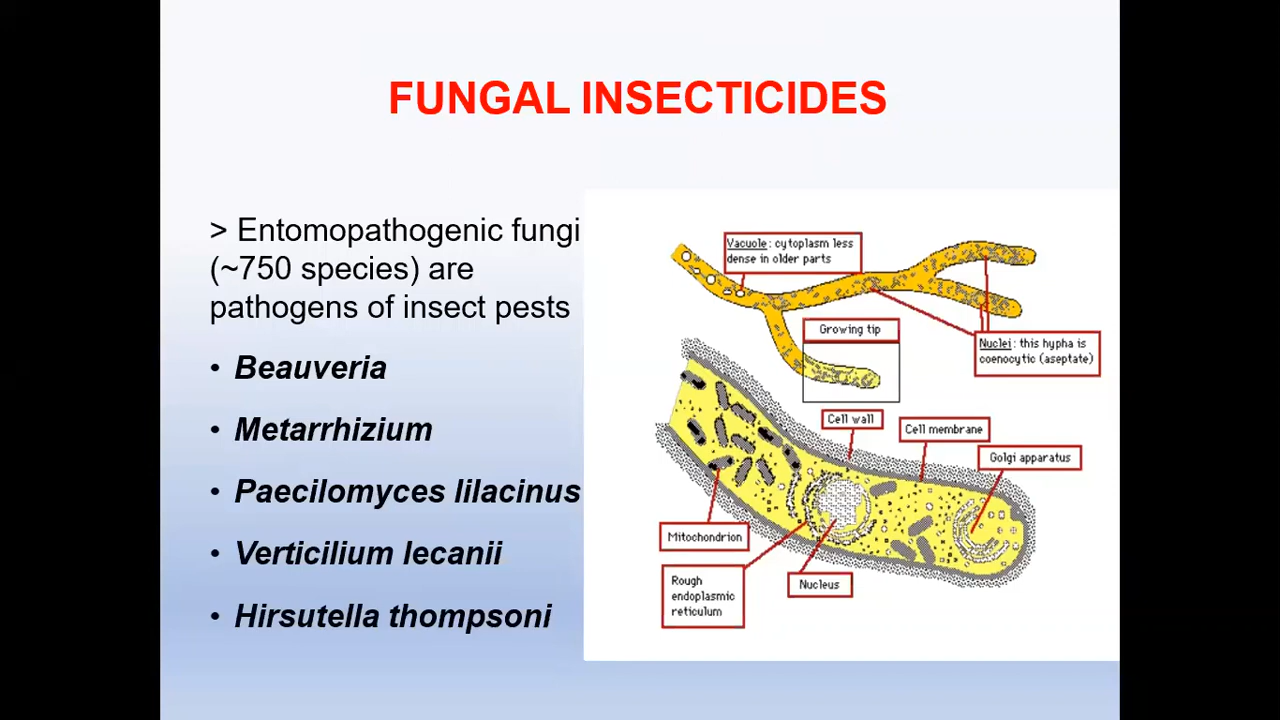 FUNGAL INSECTICIDES
> Entomopathogenic fungi
(~750 species) are
pathogens of insect pests
• Beauveria
• Metarrhizium
• Paecilomyces lilacinus
• Verticilium lecanii
• Hirsutella thompsoni
Vacuole : cytoplasm less
dense in older parts
Growing tip
Nuclei : this hypha is
coenocytic (aseptate)
Cell wall
Cell membrane
Golgi apparatus
Mitochondrion
Rough
endoplasmic
reticulum
Nucleus